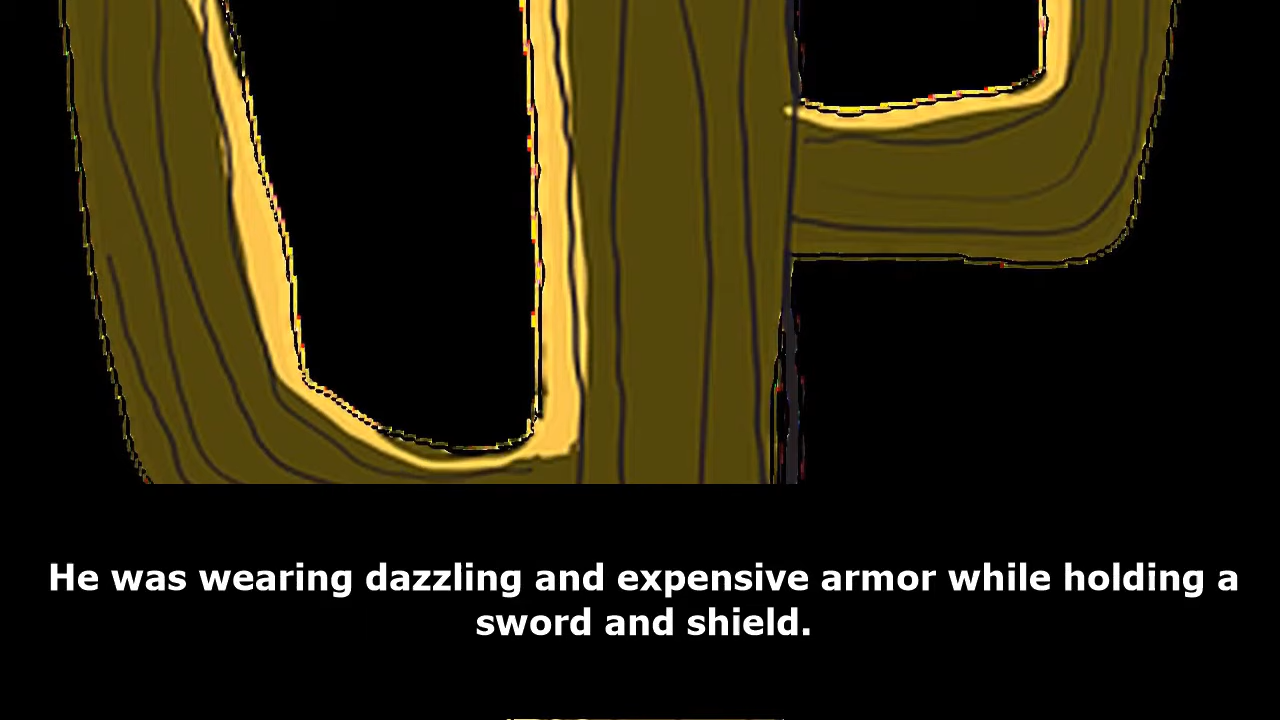 He was wearing dazzling and expensive armor while holding a
sword and shield.